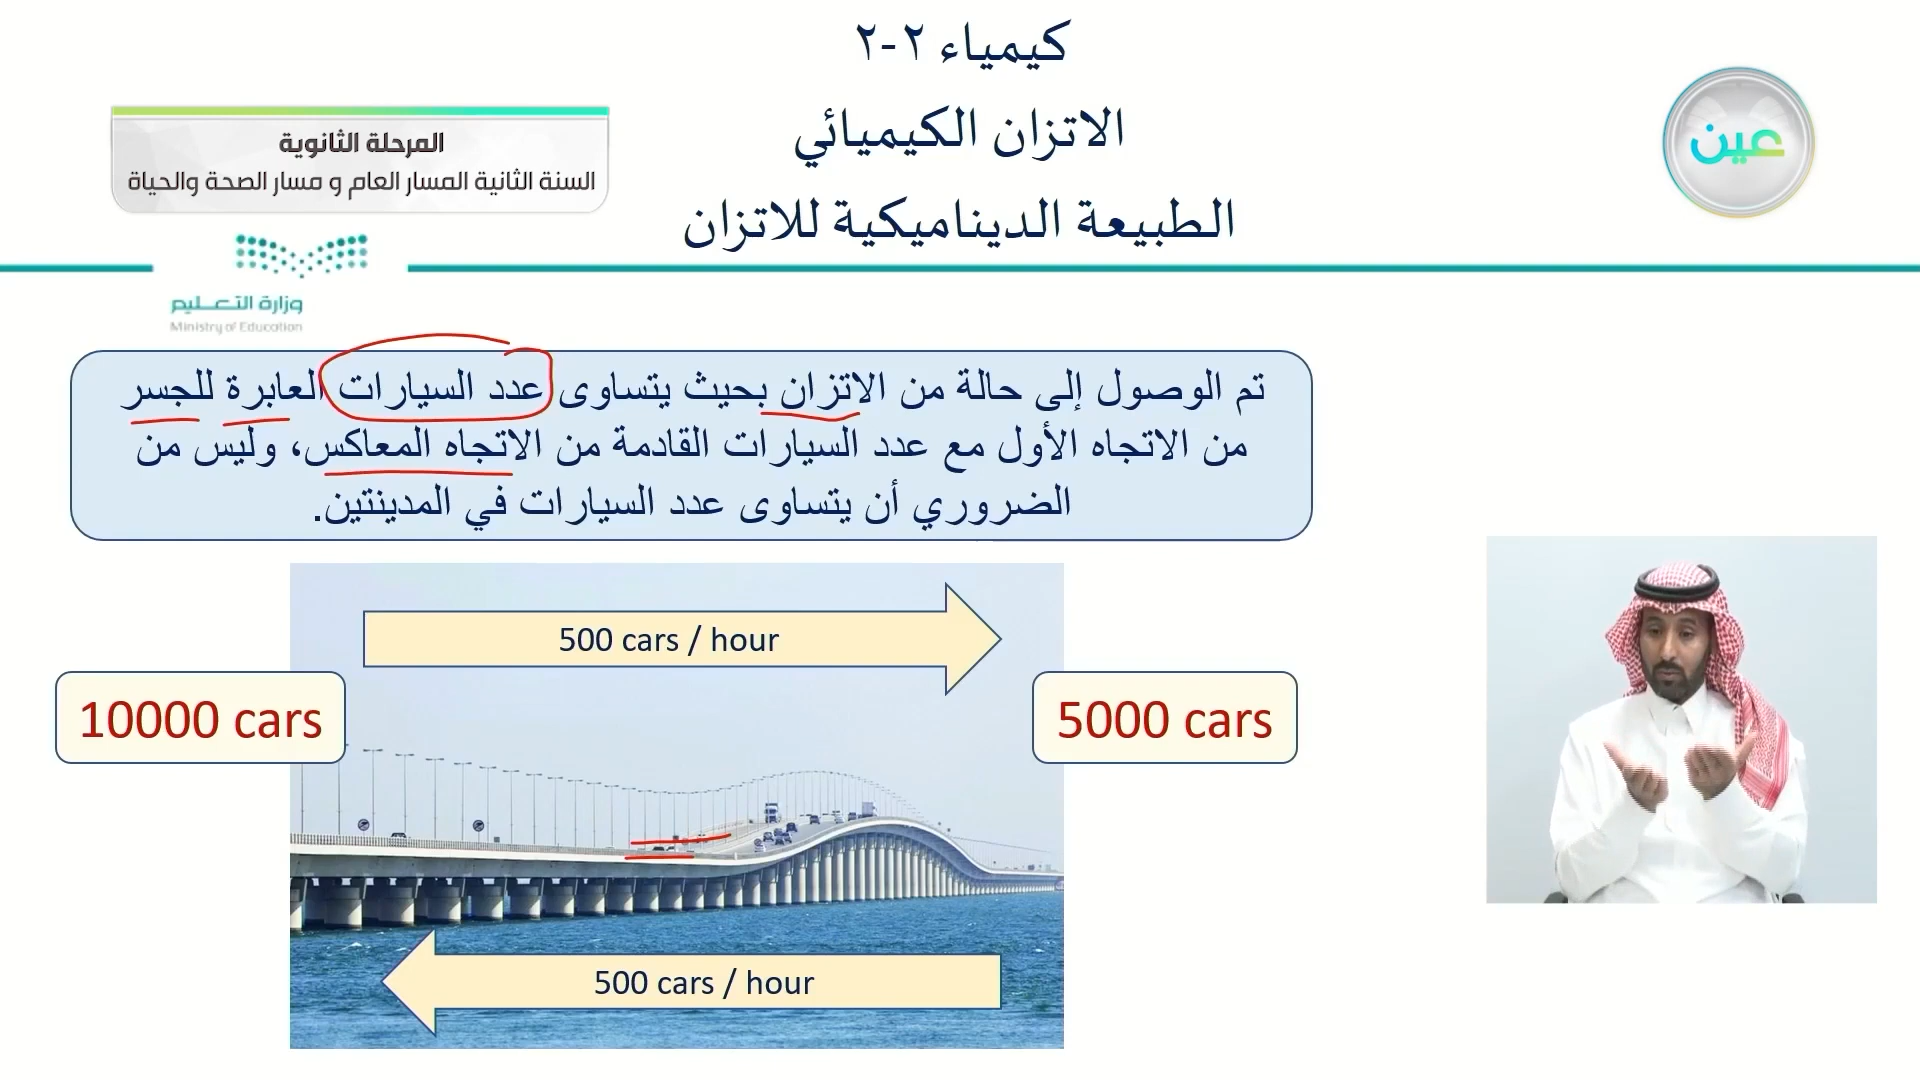 كيمياء ٢-٢
الاتزان الكيميائي
الطبيعة الديناميكية للاتزان
عين
المرحلة الثانوية
السنة الثانية المسار العام و مسار الصحة والحياة
وزارة التعليم
Ministry of Education
تم الوصول إلى حالة من الاتزان بحيث يتساوى عدد السيارات العابرة للجسر
من الاتجاه الأول مع عدد السيارات القادمة من الاتجاه المعاكس، وليس من
الضروري أن يتساوى عدد السيارات في المدينتين.
500 cars / hour
10000 cars
5000 cars
500 cars / hour